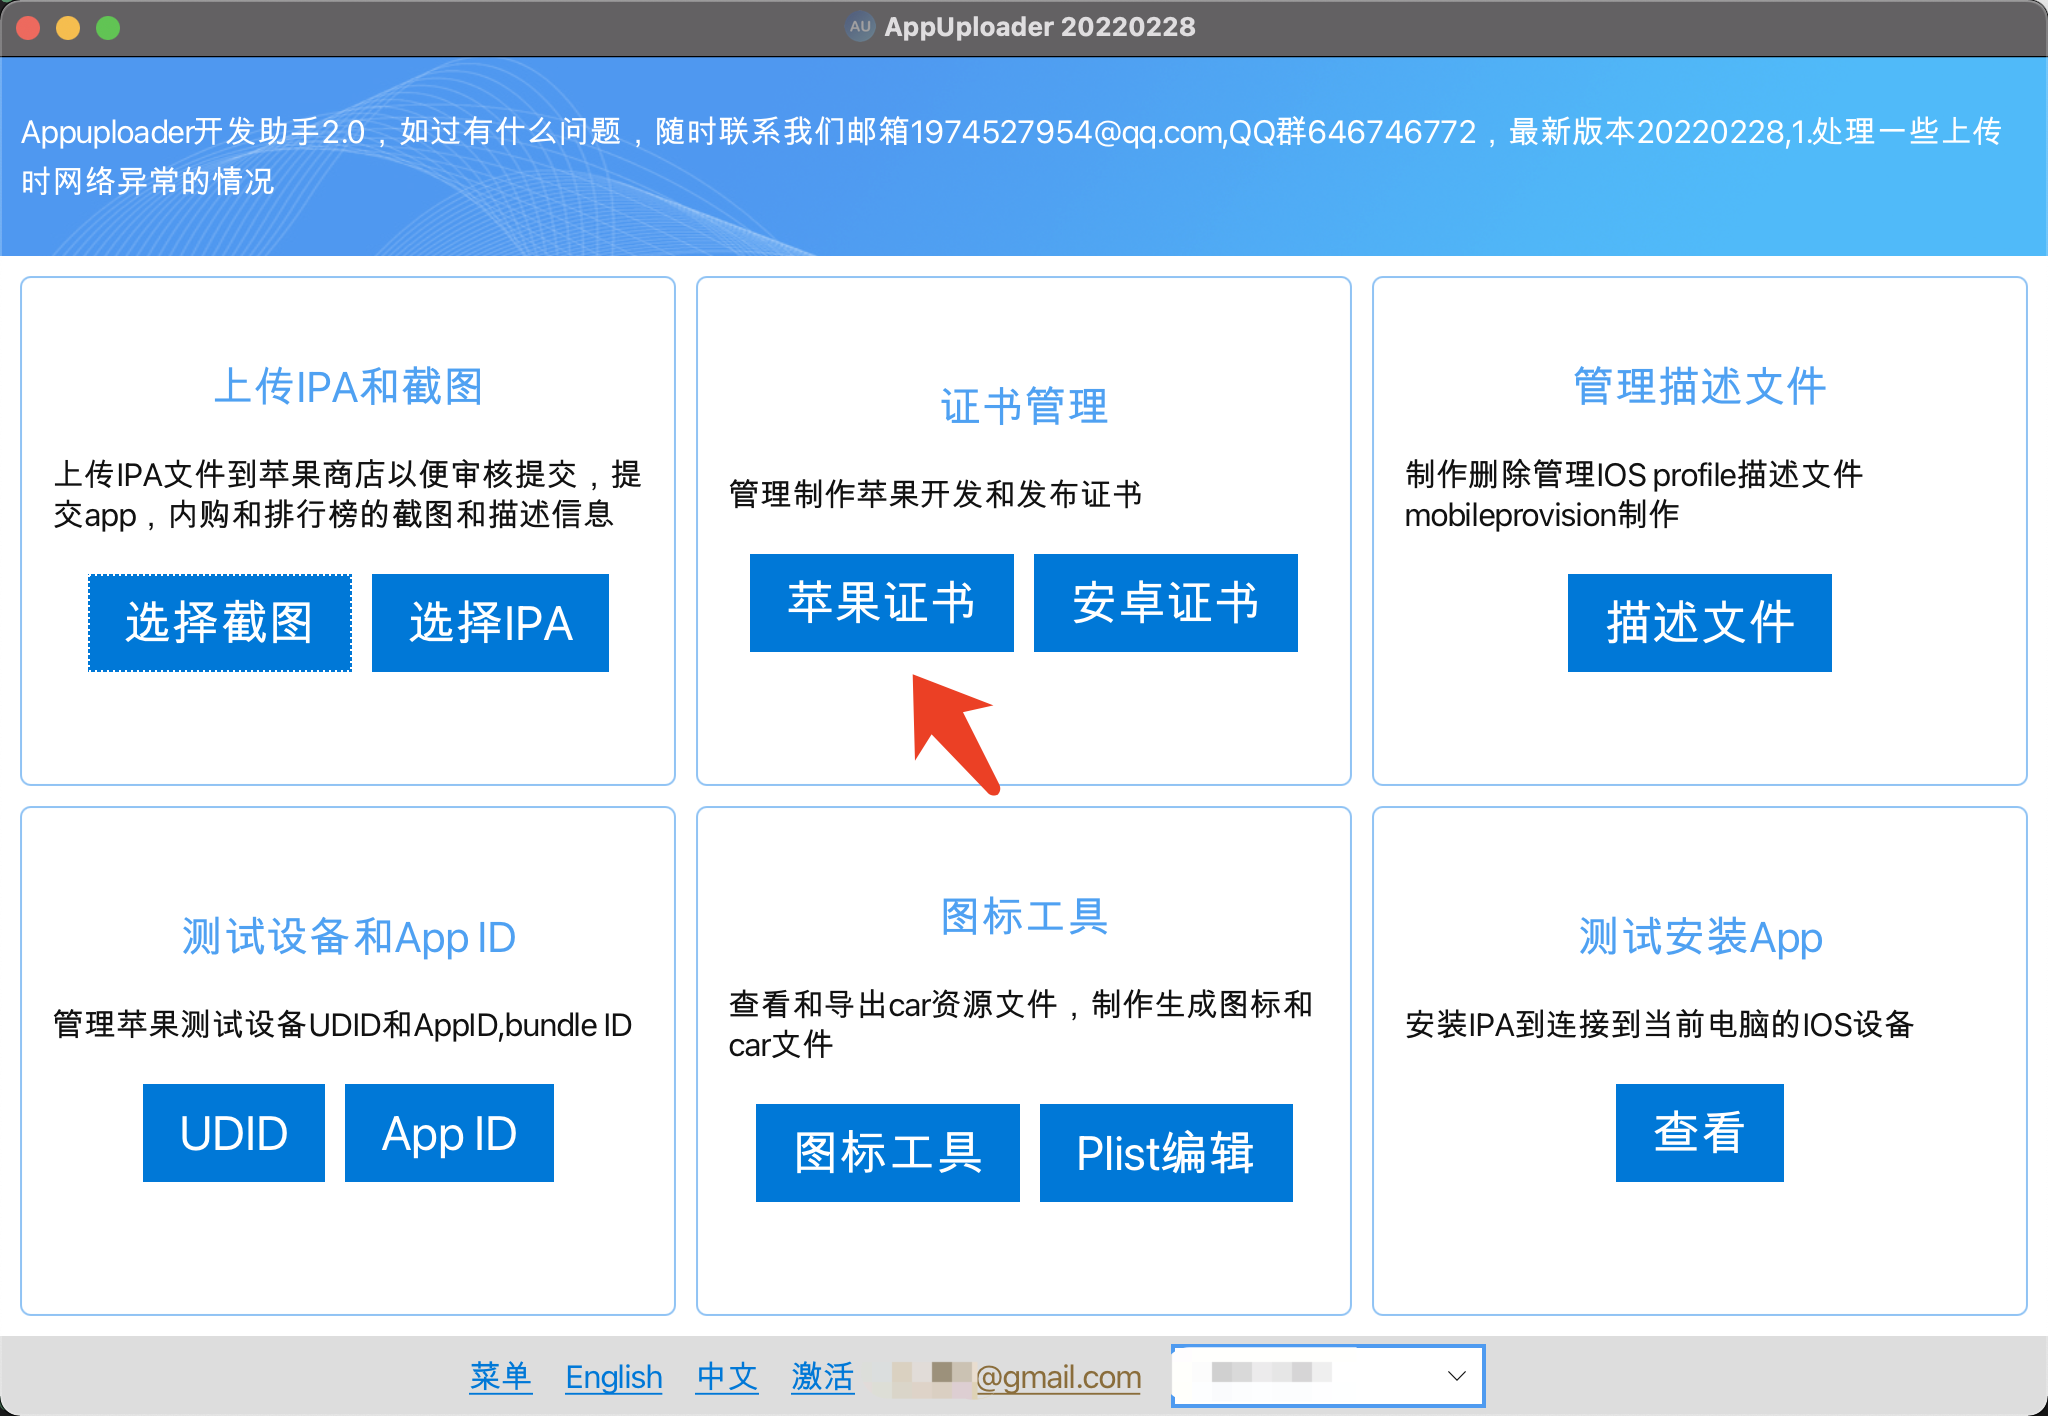 AU AppUploader 20220228
Appuploader开发助手2.0，如过有什么问题，随时联系我们邮箱1974527954@qq.com,QQ群646746772，最新版本20220228,1.处理一些上传
时网络异常的情况
上传IPA和截图
上传IPA文件到苹果商店以便审核提交，提
交app，内购和排行榜的截图和描述信息
选择截图 选择IPA
证书管理
管理制作苹果开发和发布证书
苹果证书 安卓证书
管理描述文件
制作删除管理IOS profile描述文件
mobileprovision制作
描述文件
测试设备和App ID
管理苹果测试设备UDID和AppID,bundle ID
UDID App ID
图标工具
查看和导出car资源文件，制作生成图标和
car文件
图标工具 Plist编辑
测试安装App
安装IPA到连接到当前电脑的IOS设备
查看
菜单 English 中文 激活 @gmail.com